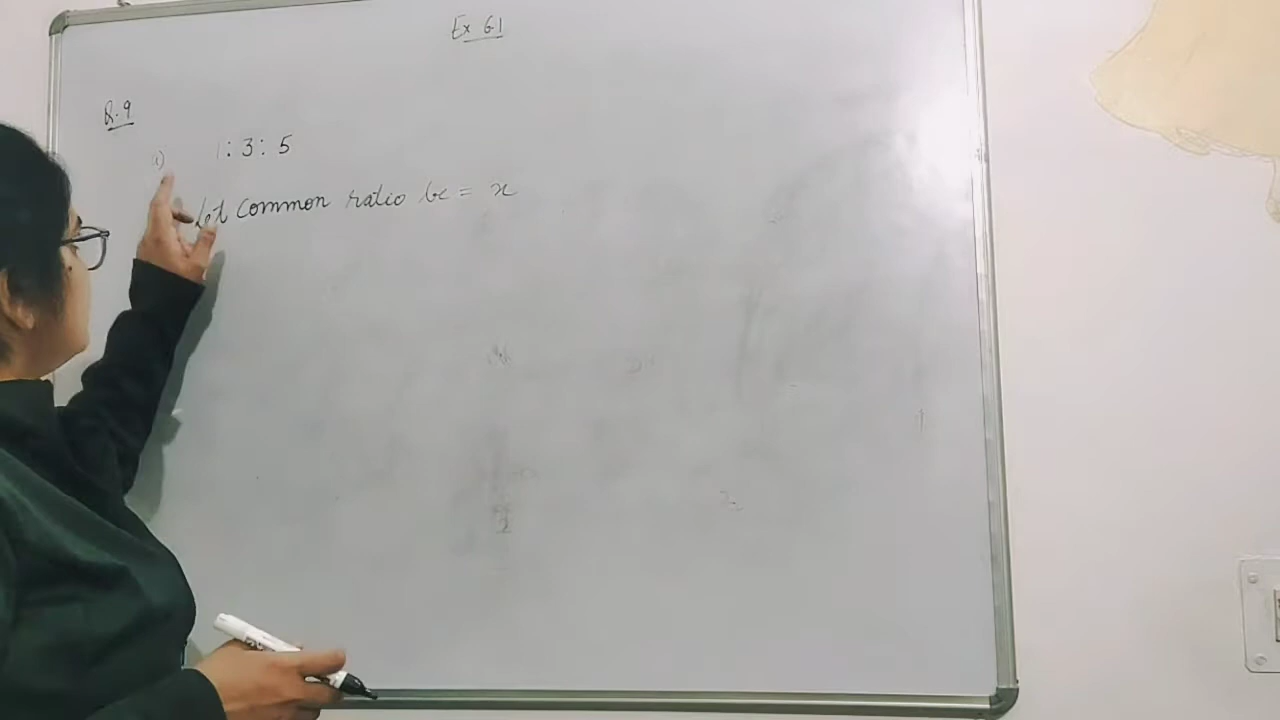 Ex 6.1
Q.9
a) 1 : 3 : 5
Let common ratio be = x